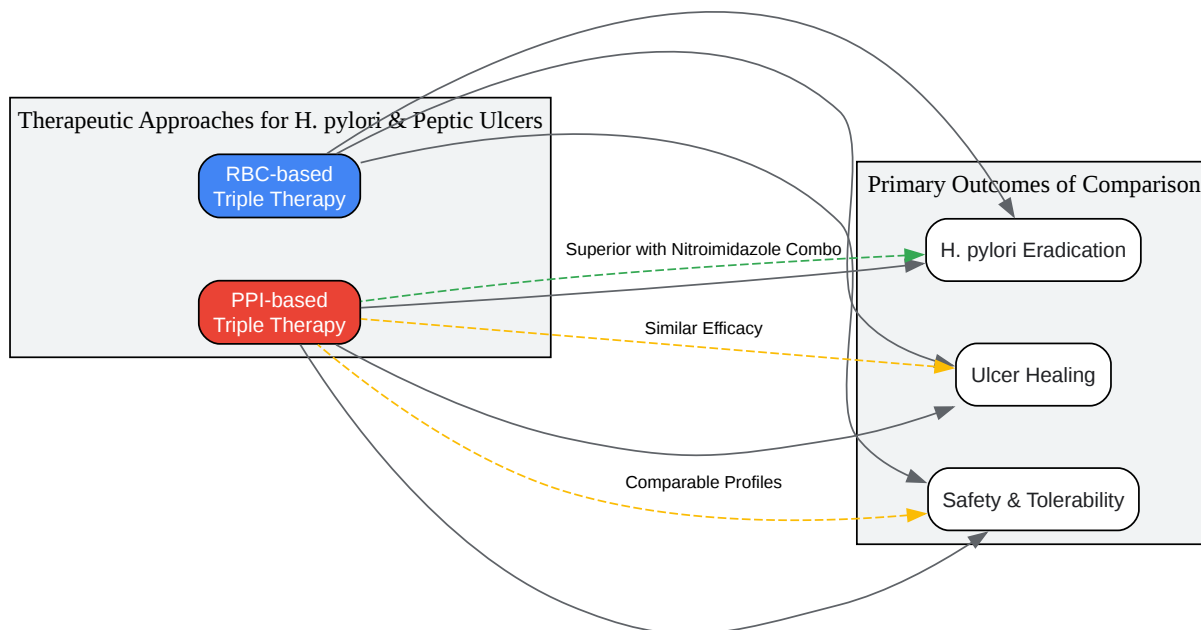 Therapeutic Approaches for H. pylori & Peptic Ulcers
RBC-based
Triple Therapy
PPI-based
Triple Therapy
Superior with Nitroimidazole Combo
Similar Efficacy
Comparable Profiles
Primary Outcomes of Comparison
H. pylori Eradication
Ulcer Healing
Safety & Tolerability